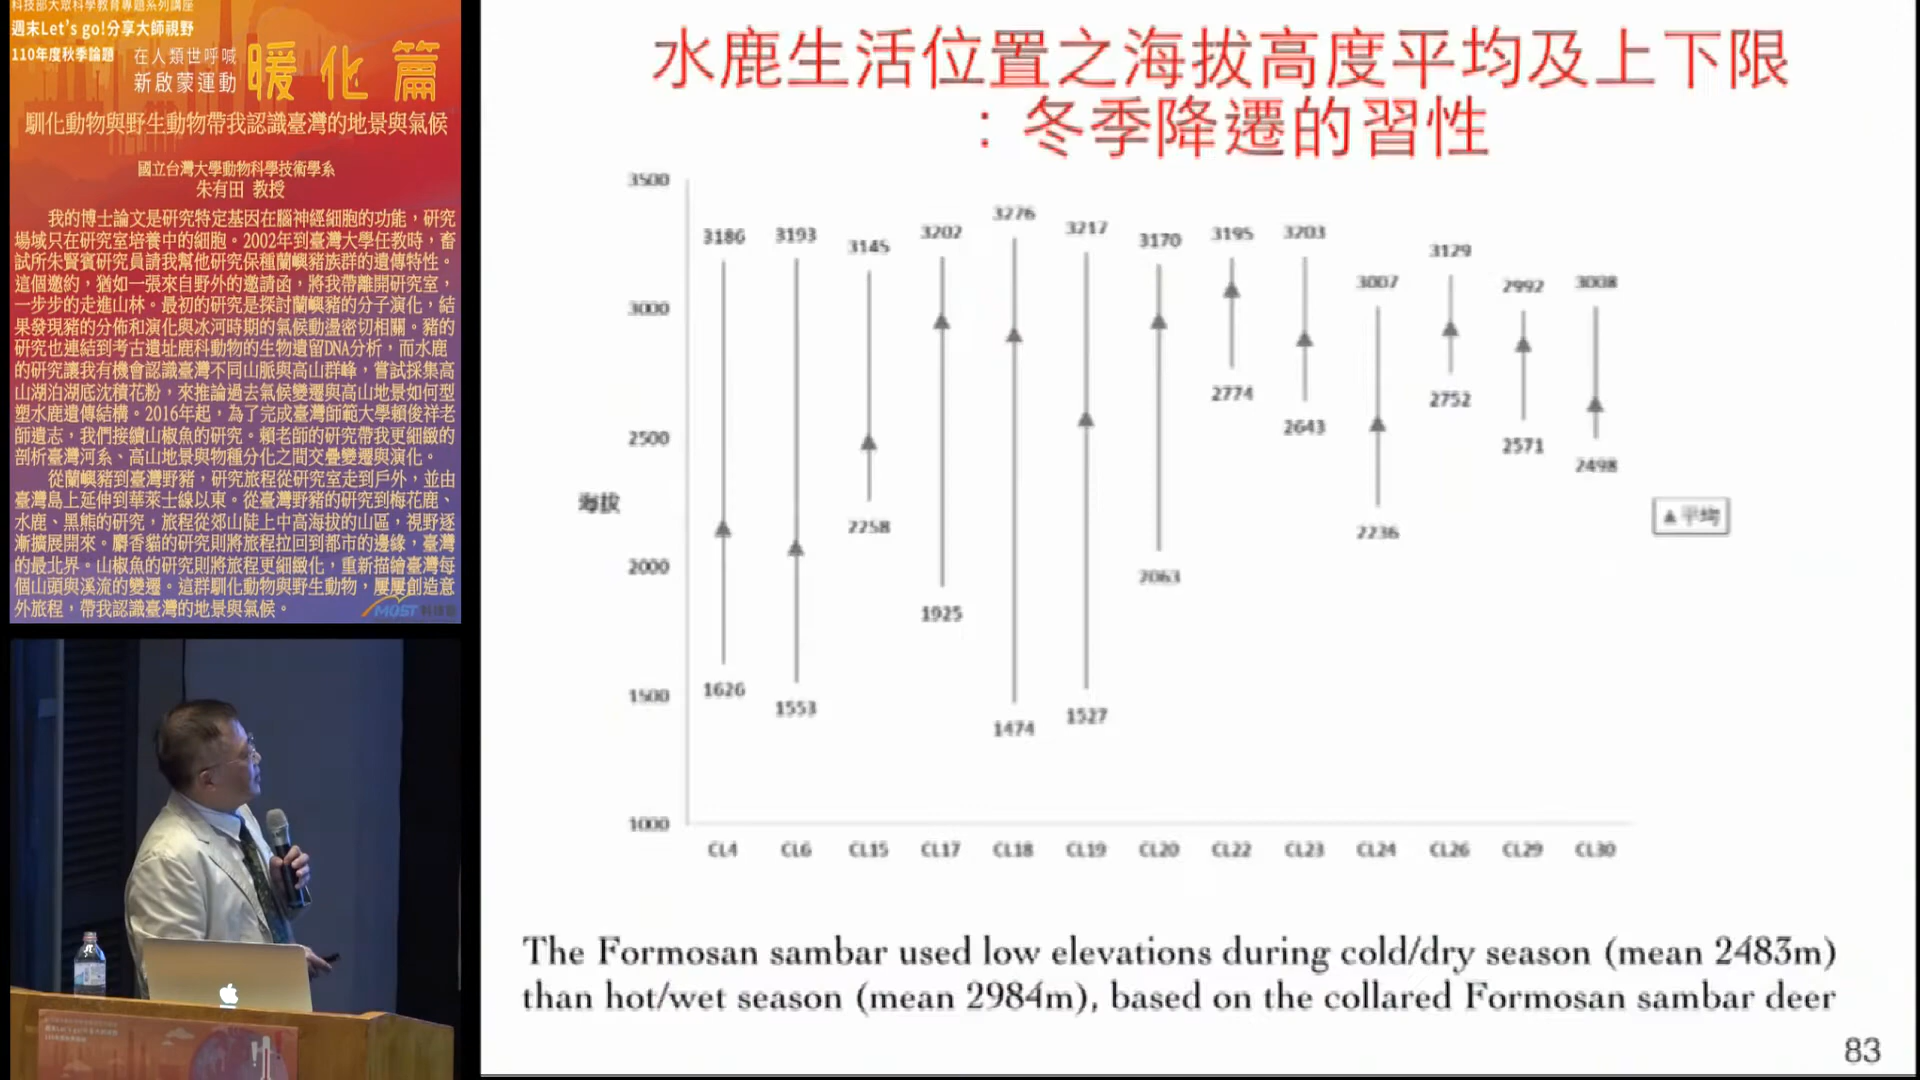 科技部大眾科學教育專題系列講座
週末Let's go!分享大師視野
110年度秋季論題
在人類世呼喊
新啟蒙運動
暖化篇
馴化動物與野生動物帶我認識臺灣的地景與氣候
國立台灣大學動物科學技術學系
朱有田 教授
我的博士論文是研究特定基因在腦神經細胞的功能，研究
場域只在研究室培養中的細胞。2002年到臺灣大學任教時，畜
試所朱賢賓研究員請我幫他研究保種蘭嶼豬族群的遺傳特性。
這個邀約，猶如一張來自野外的邀請函，將我帶離開研究室，
一步步的走進山林。最初的研究是探討蘭嶼豬的分子演化，結
果發現豬的分佈和演化與冰河時期的氣候動盪密切相關。豬的
研究也連結到考古遺址鹿科動物的生物遺留DNA分析，而水鹿
的研究讓我有機會認識臺灣不同山脈與高山群峰，嘗試採集高
山湖泊湖底沈積花粉，來推論過去氣候變遷與高山地景如何型
塑水鹿遺傳結構。2016年起，為了完成臺灣師範大學賴俊祥老
師遺志，我們接續山椒魚的研究。賴老師的研究帶我更細緻的
剖析臺灣河系、高山地景與物種分化之間交疊變遷與演化。
從蘭嶼豬到臺灣野豬，研究旅程從研究室走到戶外，並由
臺灣島上延伸到華萊士線以東。從臺灣野豬的研究到梅花鹿、
水鹿、黑熊的研究，旅程從郊山陡上中高海拔的山區，視野逐
漸擴展開來。麝香貓的研究則將旅程拉回到都市的邊緣，臺灣
的最北界。山椒魚的研究則將旅程更細緻化，重新描繪臺灣每
個山頭與溪流的變遷。這群馴化動物與野生動物，屢屢創造意
外旅程，帶我認識臺灣的地景與氣候。
MOST 科技部
水鹿生活位置之海拔高度平均及上下限
：冬季降遷的習性
3500
3000
2500
2000
1500
1000
海拔
3186 3193 3145 3202 3276 3217 3170 3195 3203 3007 3129 2992 3008
1626 1553 2258 1925 1474 1527 2063 2774 2643 2236 2752 2571 2498
CL4 CL6 CL15 CL17 CL18 CL19 CL20 CL22 CL23 CL24 CL26 CL29 CL30
▲平均
The Formosan sambar used low elevations during cold/dry season (mean 2483m)
than hot/wet season (mean 2984m), based on the collared Formosan sambar deer
83